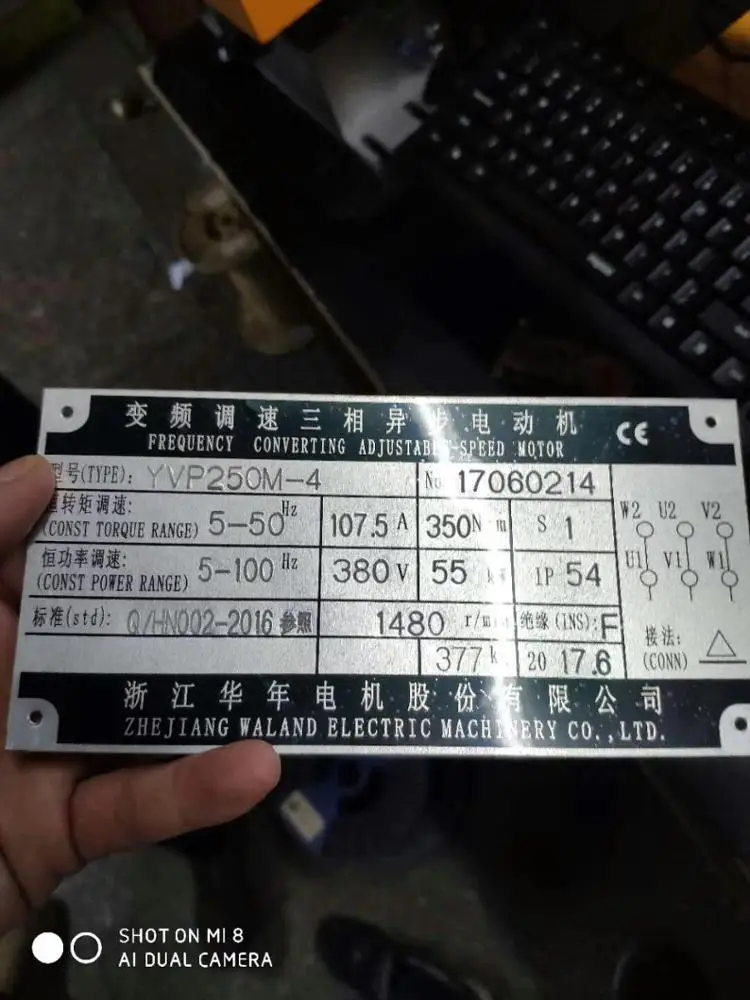 变频调速三相异步电动机
FREQUENCY CONVERTING ADJUSTABLE-SPEED MOTOR
CE
型号(TYPE): YVP250M-4 No 17060214
恒转矩调速:
(CONST TORQUE RANGE) 5-50Hz 107.5 A 350N m S 1
恒功率调速:
(CONST POWER RANGE) 5-100 Hz 380 V 55 IP 54
标准(std): Q/HN002-2016 参照 1480 r/min 绝缘(INS): F
377 20 17.6
W2 U2 V2
U1 V1 W1
接法: △
(CONN)
浙江华年电机股份有限公司
ZHEJIANG WALAND ELECTRIC MACHINERY CO.,LTD.
SHOT ON MI 8
AI DUAL CAMERA